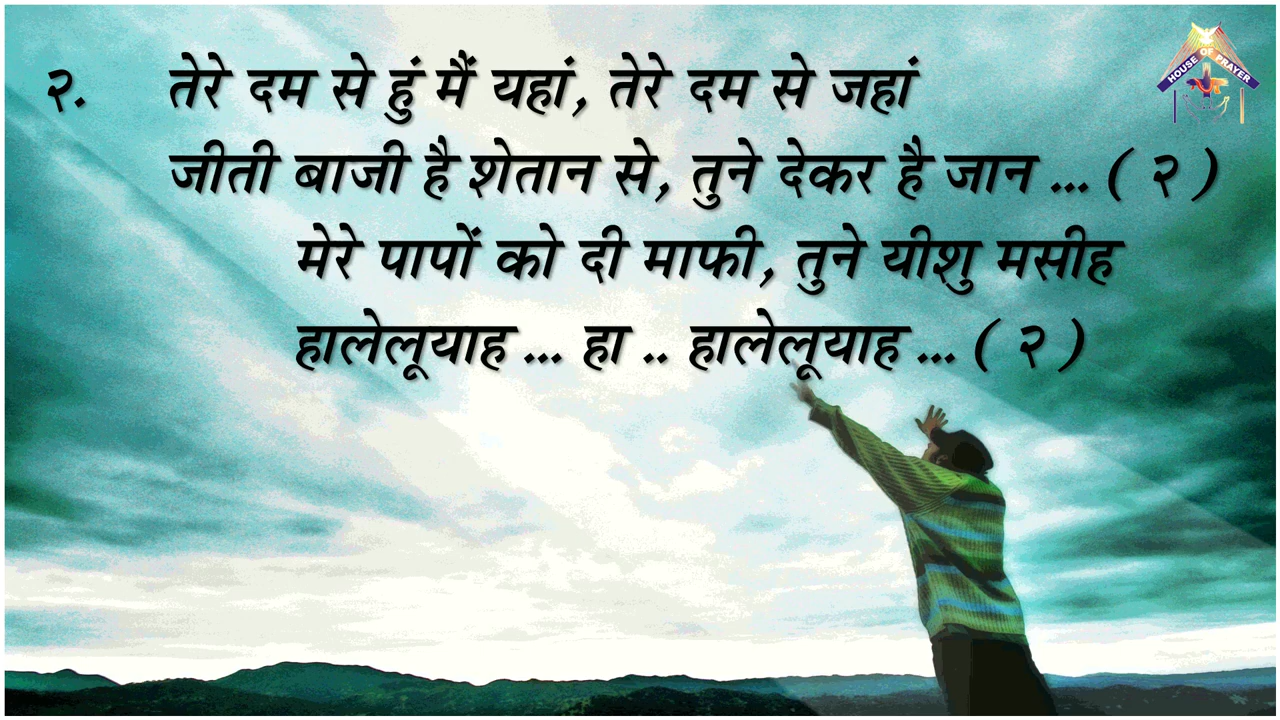 २. तेरे दम से हुं मैं यहां, तेरे दम से जहां
जीती बाजी है शेतान से, तुने देकर है जान ... ( २ )
मेरे पापों को दी माफी, तुने यीशु मसीह
हालेलूयाह ... हा .. हालेलूयाह ... ( २ )
HOUSE OF PRAYER